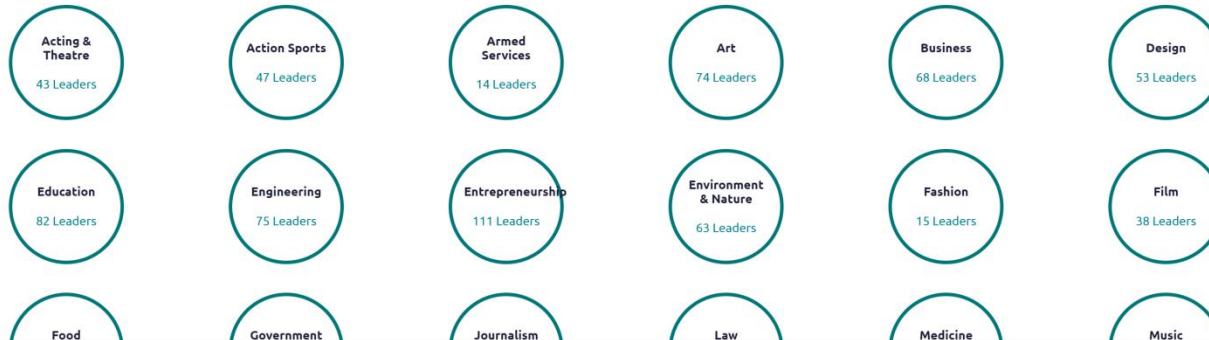 Acting &
Theatre
43 Leaders
Action Sports
47 Leaders
Armed
Services
14 Leaders
Art
74 Leaders
Business
68 Leaders
Design
53 Leaders
Education
82 Leaders
Engineering
75 Leaders
Entrepreneurship
111 Leaders
Environment
& Nature
63 Leaders
Fashion
15 Leaders
Film
38 Leaders
Food
Government
Journalism
Law
Medicine
Music